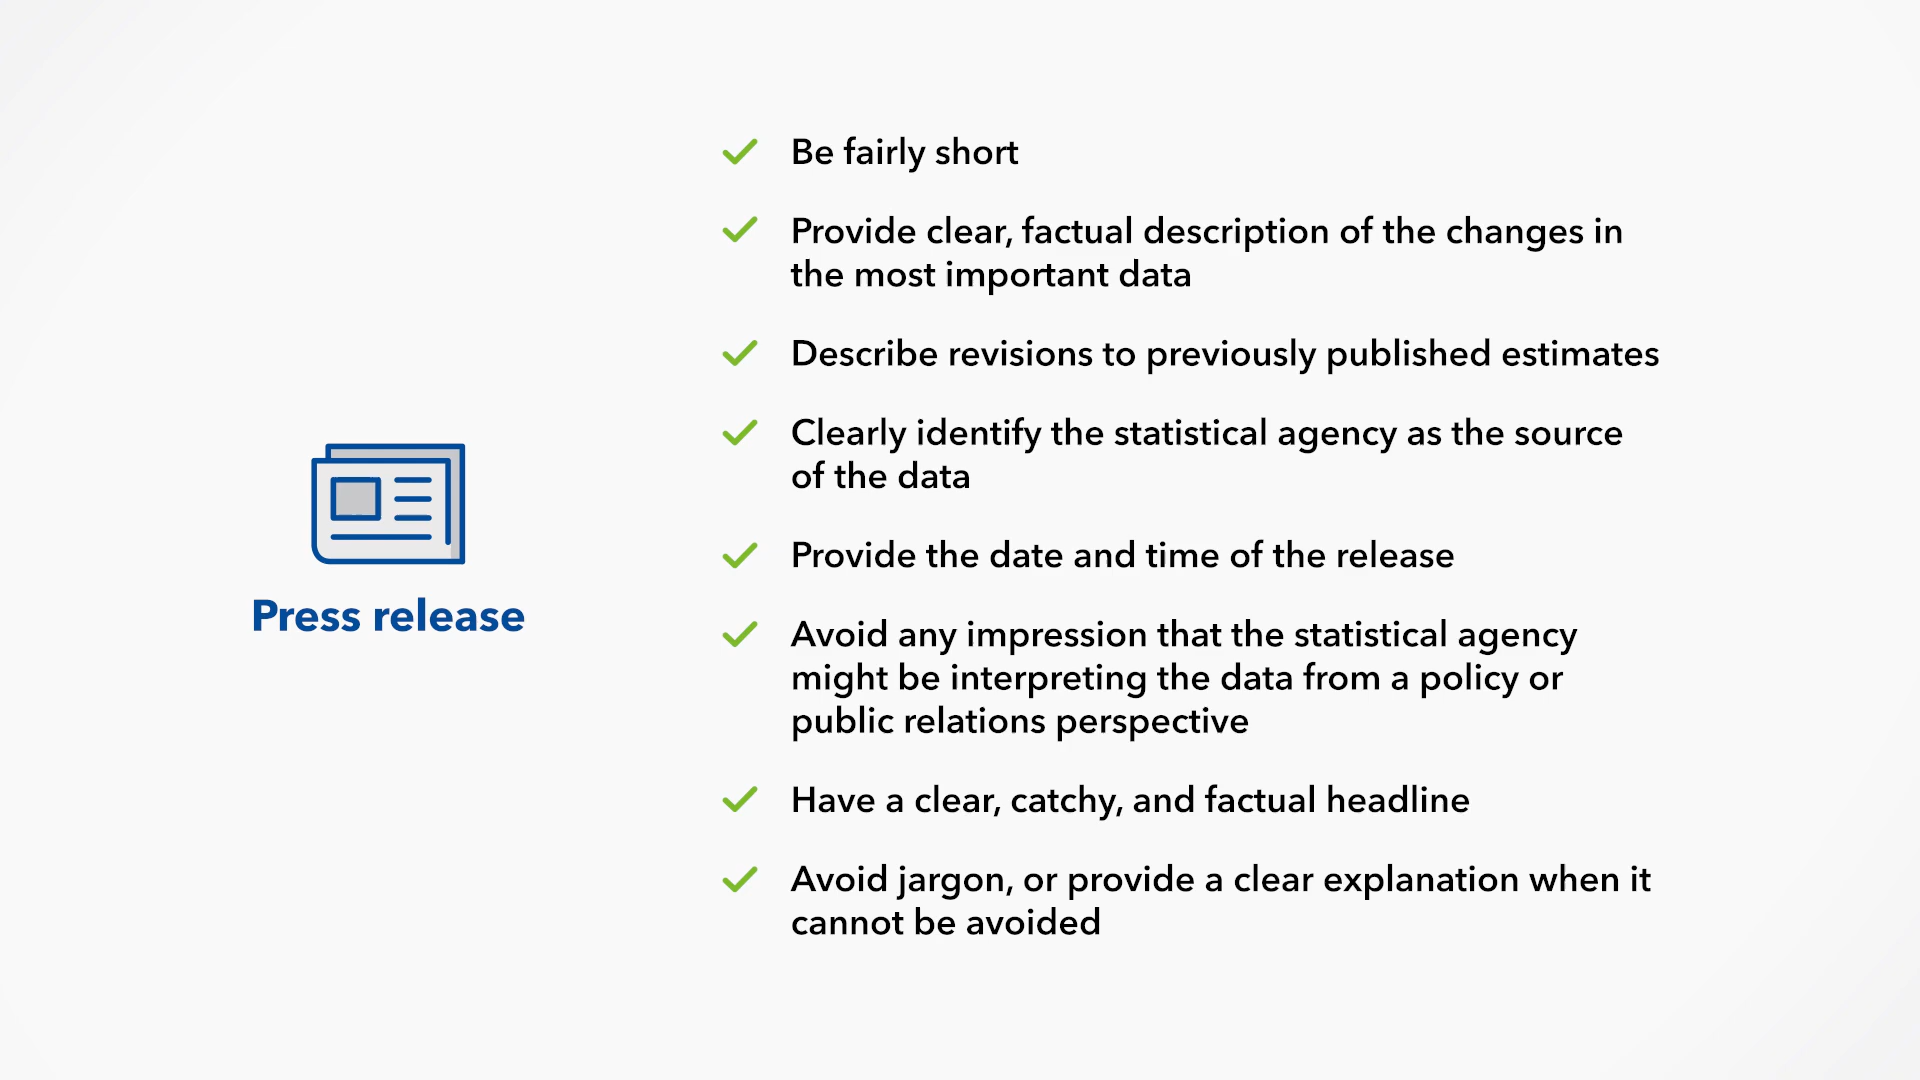 Press release
Be fairly short
Provide clear, factual description of the changes in
the most important data
Describe revisions to previously published estimates
Clearly identify the statistical agency as the source
of the data
Provide the date and time of the release
Avoid any impression that the statistical agency
might be interpreting the data from a policy or
public relations perspective
Have a clear, catchy, and factual headline
Avoid jargon, or provide a clear explanation when it
cannot be avoided